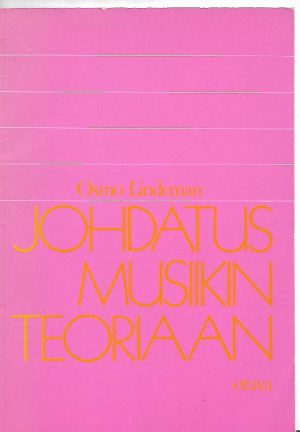 Osmo Lindeman
JOHDATUS
MUSIIKIN
TEORIAAN
otava